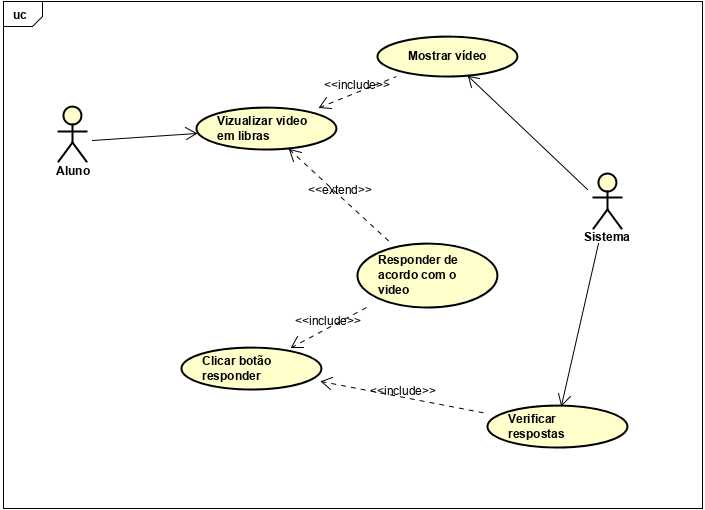 uc
Mostrar vídeo
<<include>>
Vizualizar video
em libras
Aluno
<<extend>>
Sistema
Responder de
acordo com o
video
<<include>>
Clicar botão
responder
<<include>>
Verificar
respostas